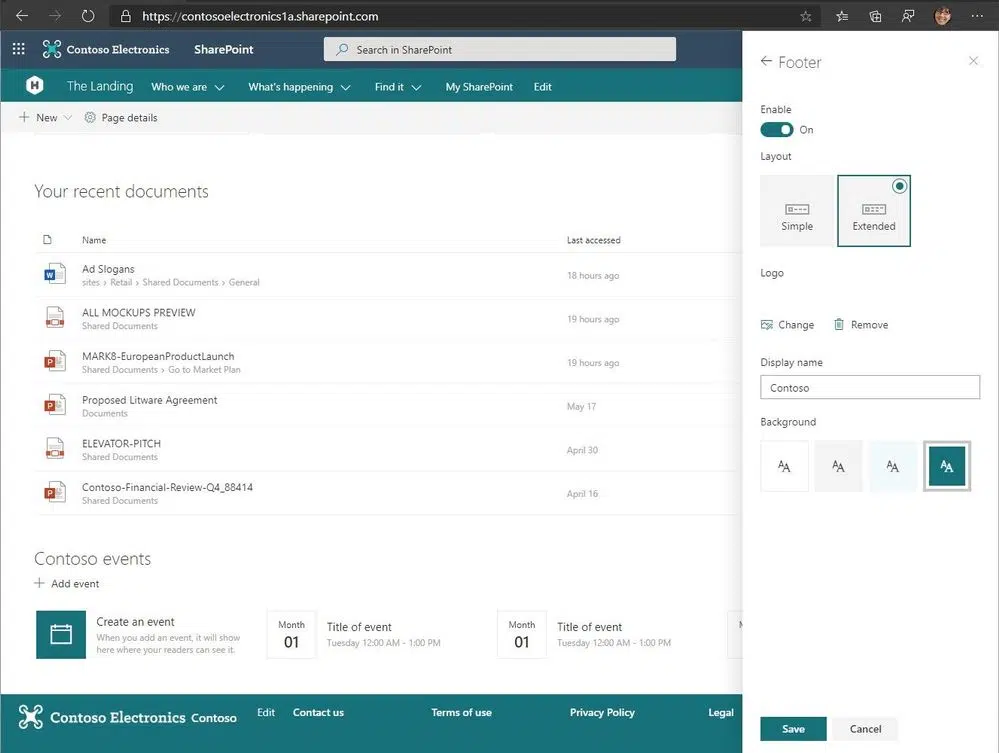 https://contosoelectronics1a.sharepoint.com
Contoso Electronics SharePoint Search in SharePoint
H The Landing Who we are What's happening Find it My SharePoint Edit
New Page details
Your recent documents
Name Last accessed
Ad Slogans
sites › Retail › Shared Documents › General
18 hours ago
ALL MOCKUPS PREVIEW
Shared Documents
19 hours ago
MARK8-EuropeanProductLaunch
Shared Documents › Go to Market Plan
19 hours ago
Proposed Litware Agreement
Documents
May 17
ELEVATOR-PITCH
Shared Documents
April 30
Contoso-Financial-Review-Q4_88414
Shared Documents
April 16
Contoso events
Add event
Create an event
When you add an event, it will show
here where your readers can see it.
Month
01
Title of event
Tuesday 12:00 AM - 1:00 PM
Month
01
Title of event
Tuesday 12:00 AM - 1:00 PM
Contoso Electronics Contoso Edit Contact us Terms of use Privacy Policy Legal
Footer
Enable
On
Layout
Simple Extended
Logo
Change Remove
Display name
Contoso
Background
AA AA AA AA
Save Cancel